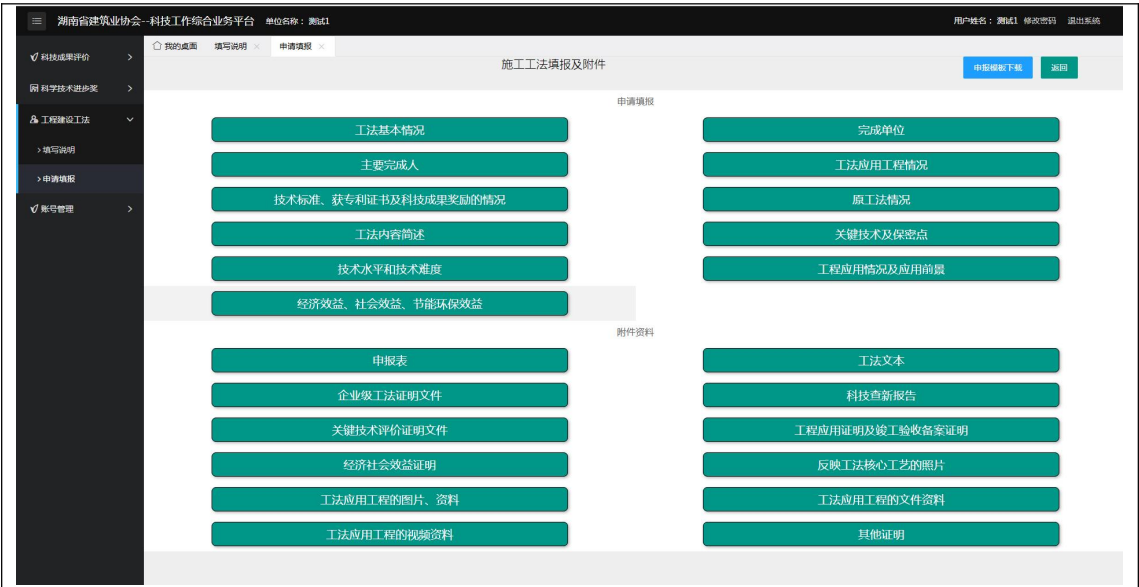 湖南省建筑业协会--科技工作综合业务平台 单位名称：测试1 用户姓名：测试1 修改密码 退出系统
科技成果评价
科学技术进步奖
工程建设工法
填写说明
申请填报
账号管理
我的桌面 填写说明 申请填报
施工工法填报及附件 申报模板下载 返回
申请填报
工法基本情况 完成单位
主要完成人 工法应用工程情况
技术标准、获专利证书及科技成果奖励的情况 原工法情况
工法内容简述 关键技术及保密点
技术水平和技术难度 工程应用情况及应用前景
经济效益、社会效益、节能环保效益
附件资料
申报表 工法文本
企业级工法证明文件 科技查新报告
关键技术评价证明文件 工程应用证明及竣工验收备案证明
经济社会效益证明 反映工法核心工艺的照片
工法应用工程的图片、资料 工法应用工程的文件资料
工法应用工程的视频资料 其他证明